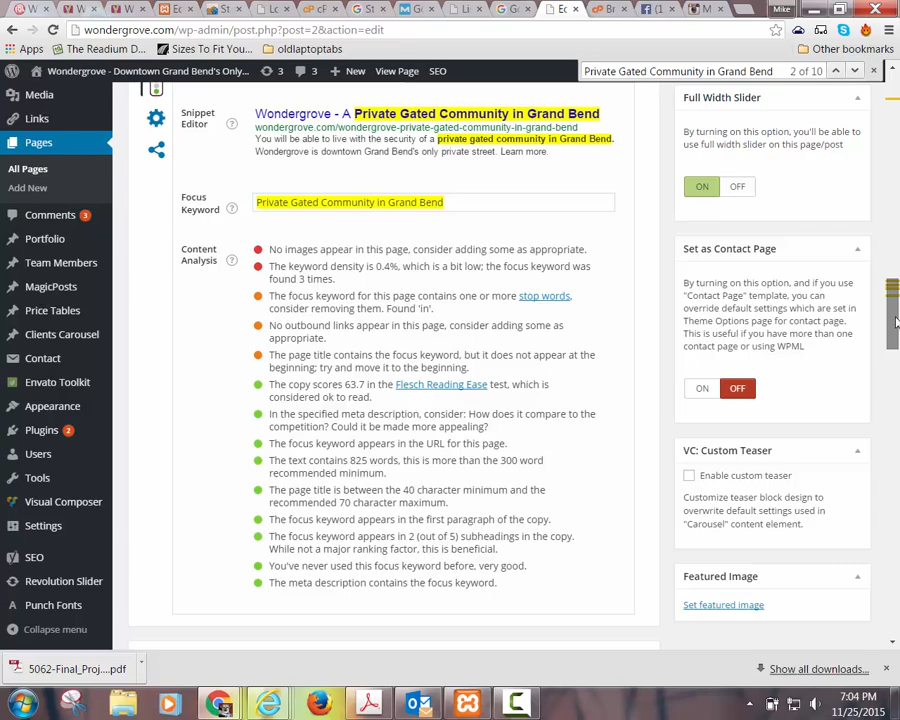 Mike
wondergrove.com/wp-admin/post.php?post=2&action=edit
Apps
The Readium D...
Sizes To Fit You...
oldlaptoptabs
Other bookmarks
Wondergrove - Downtown Grand Bend's Only...
3
3
New
View Page
SEO
Private Gated Community in Grand Bend
2 of 10
Media
Links
Pages
All Pages
Add New
Comments 3
Portfolio
Team Members
MagicPosts
Price Tables
Clients Carousel
Contact
Envato Toolkit
Appearance
Plugins 2
Users
Tools
Visual Composer
Settings
SEO
Revolution Slider
Punch Fonts
Collapse menu
Snippet
Editor ?
Wondergrove - A Private Gated Community in Grand Bend
wondergrove.com/wondergrove-private-gated-community-in-grand-bend
You will be able to live with the security of a private gated community in Grand Bend.
Wondergrove is downtown Grand Bend's only private street. Learn more.
Focus
Keyword ?
Private Gated Community in Grand Bend
Content
Analysis ?
No images appear in this page, consider adding some as appropriate.
The keyword density is 0.4%, which is a bit low; the focus keyword was
found 3 times.
The focus keyword for this page contains one or more stop words,
consider removing them. Found 'in'.
No outbound links appear in this page, consider adding some as
appropriate.
The page title contains the focus keyword, but it does not appear at the
beginning; try and move it to the beginning.
The copy scores 63.7 in the Flesch Reading Ease test, which is
considered ok to read.
In the specified meta description, consider: How does it compare to the
competition? Could it be made more appealing?
The focus keyword appears in the URL for this page.
The text contains 825 words, this is more than the 300 word
recommended minimum.
The page title is between the 40 character minimum and the
recommended 70 character maximum.
The focus keyword appears in the first paragraph of the copy.
The focus keyword appears in 2 (out of 5) subheadings in the copy.
While not a major ranking factor, this is beneficial.
You've never used this focus keyword before, very good.
The meta description contains the focus keyword.
Full Width Slider
By turning on this option, you'll be able to
use full width slider on this page/post
ON OFF
Set as Contact Page
By turning on this option, and if you use
"Contact Page" template, you can
override default settings which are set in
Theme Options page for contact page.
This is useful if you have more than one
contact page or using WPML
ON OFF
VC: Custom Teaser
Enable custom teaser
Customize teaser block design to
overwrite default settings used in
"Carousel" content element.
Featured Image
Set featured image
5062-Final_Proj....pdf
Show all downloads...
7:04 PM
11/25/2015